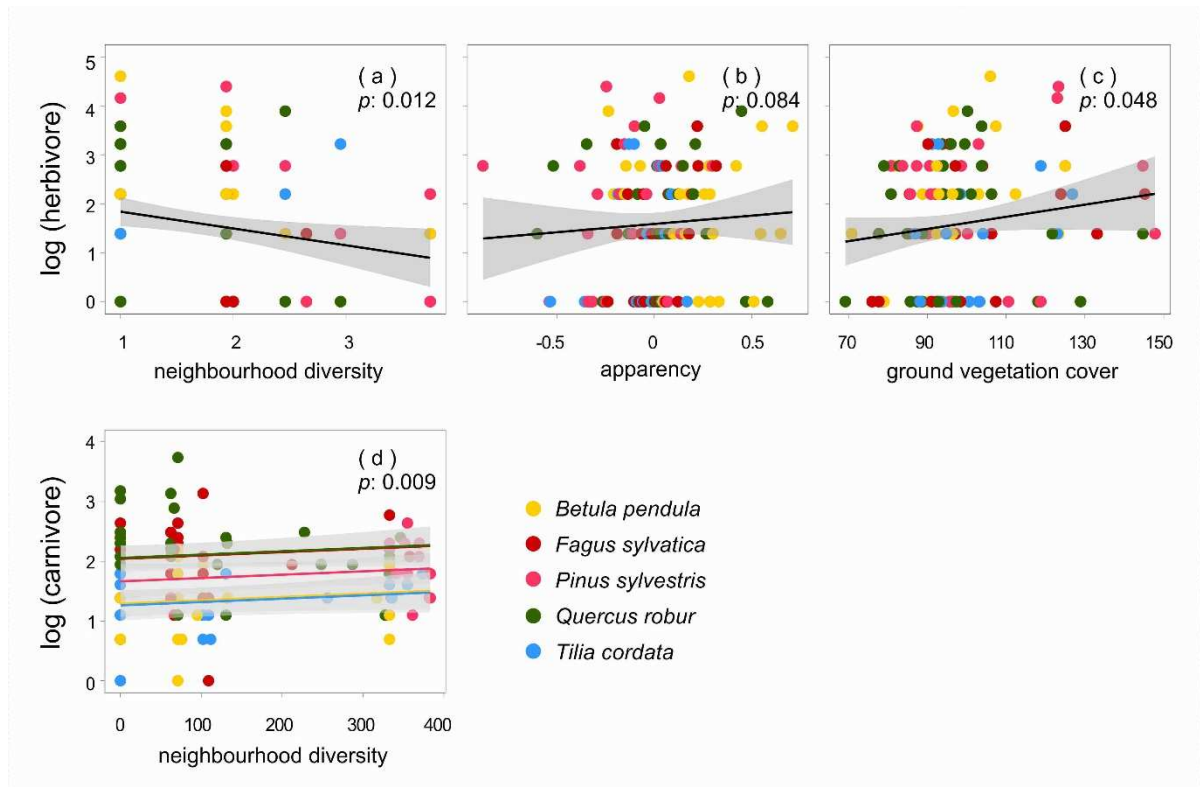 ( a )
p: 0.012
( b )
p: 0.084
( c )
p: 0.048
log (herbivore)
5
4
3
2
1
0
1 2 3
-0.5 0 0.5
70 90 110 130 150
neighbourhood diversity
apparency
ground vegetation cover
( d )
p: 0.009
log (carnivore)
4
3
2
1
0
0 100 200 300 400
neighbourhood diversity
Betula pendula
Fagus sylvatica
Pinus sylvestris
Quercus robur
Tilia cordata